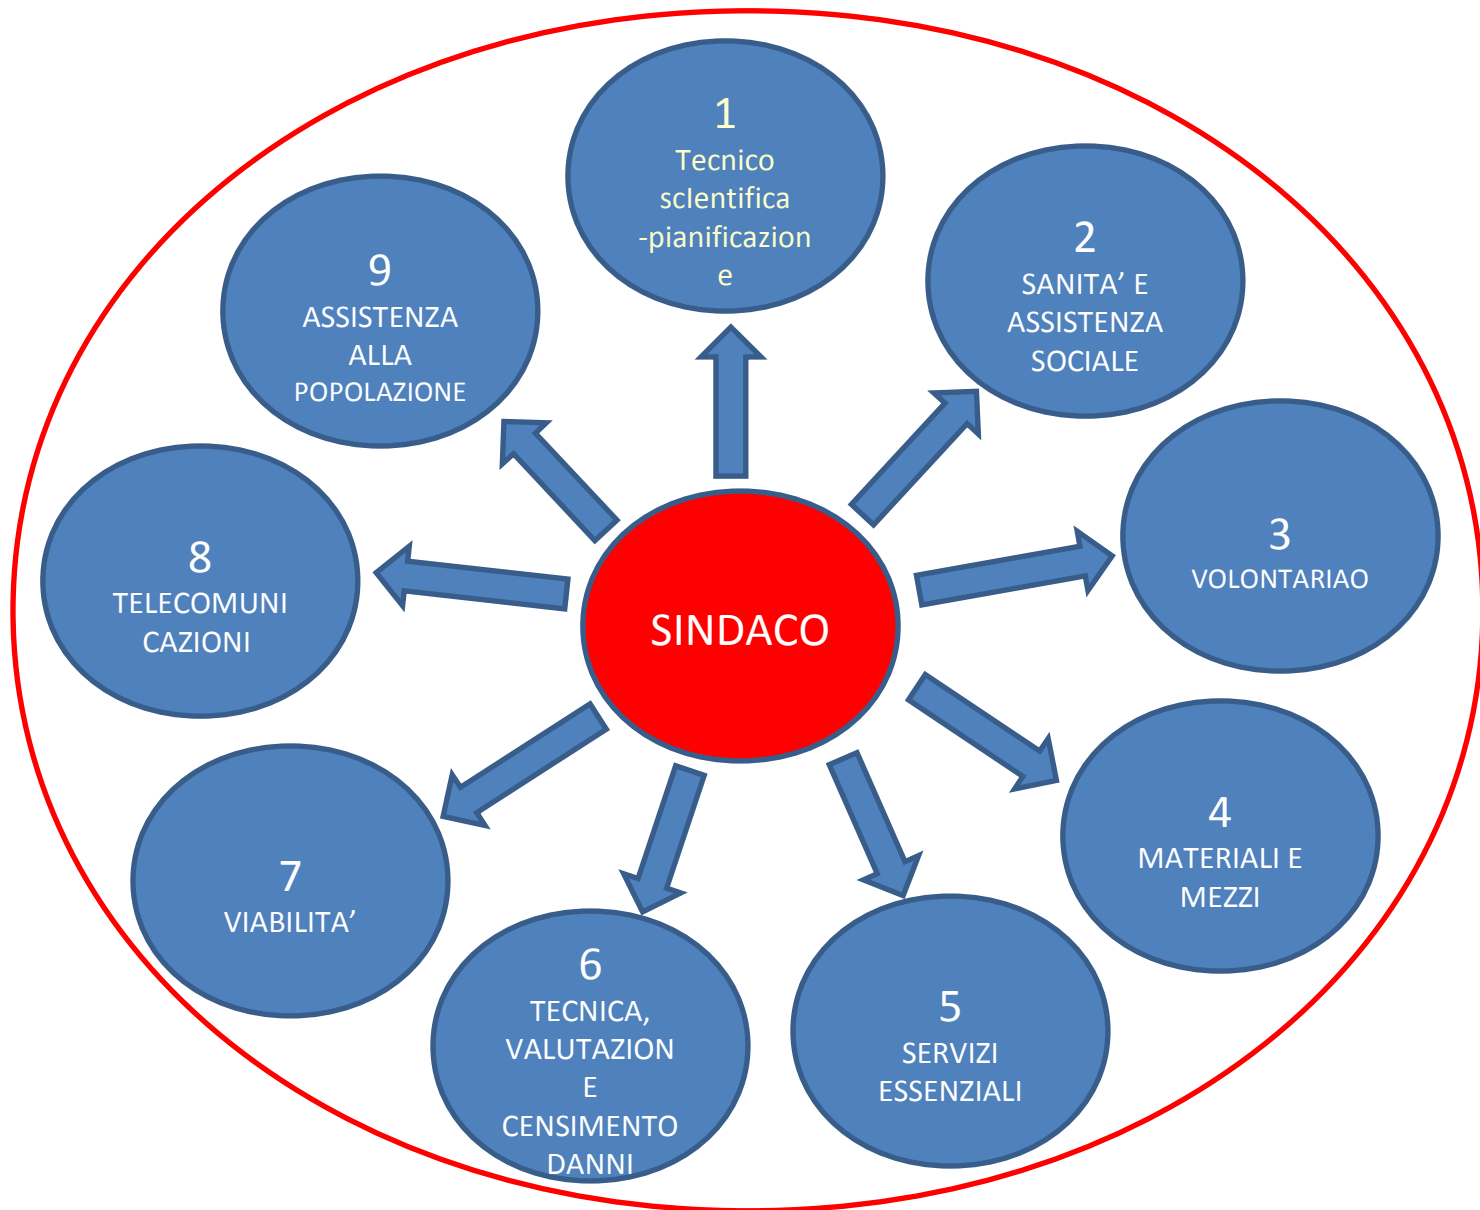 1
Tecnico
scIentifica
-pianificazion
e
2
SANITA’ E
ASSISTENZA
SOCIALE
3
VOLONTARIAO
4
MATERIALI E
MEZZI
5
SERVIZI
ESSENZIALI
6
TECNICA,
VALUTAZION
E
CENSIMENTO
DANNI
7
VIABILITA’
8
TELECOMUNI
CAZIONI
9
ASSISTENZA
ALLA
POPOLAZIONE
SINDACO